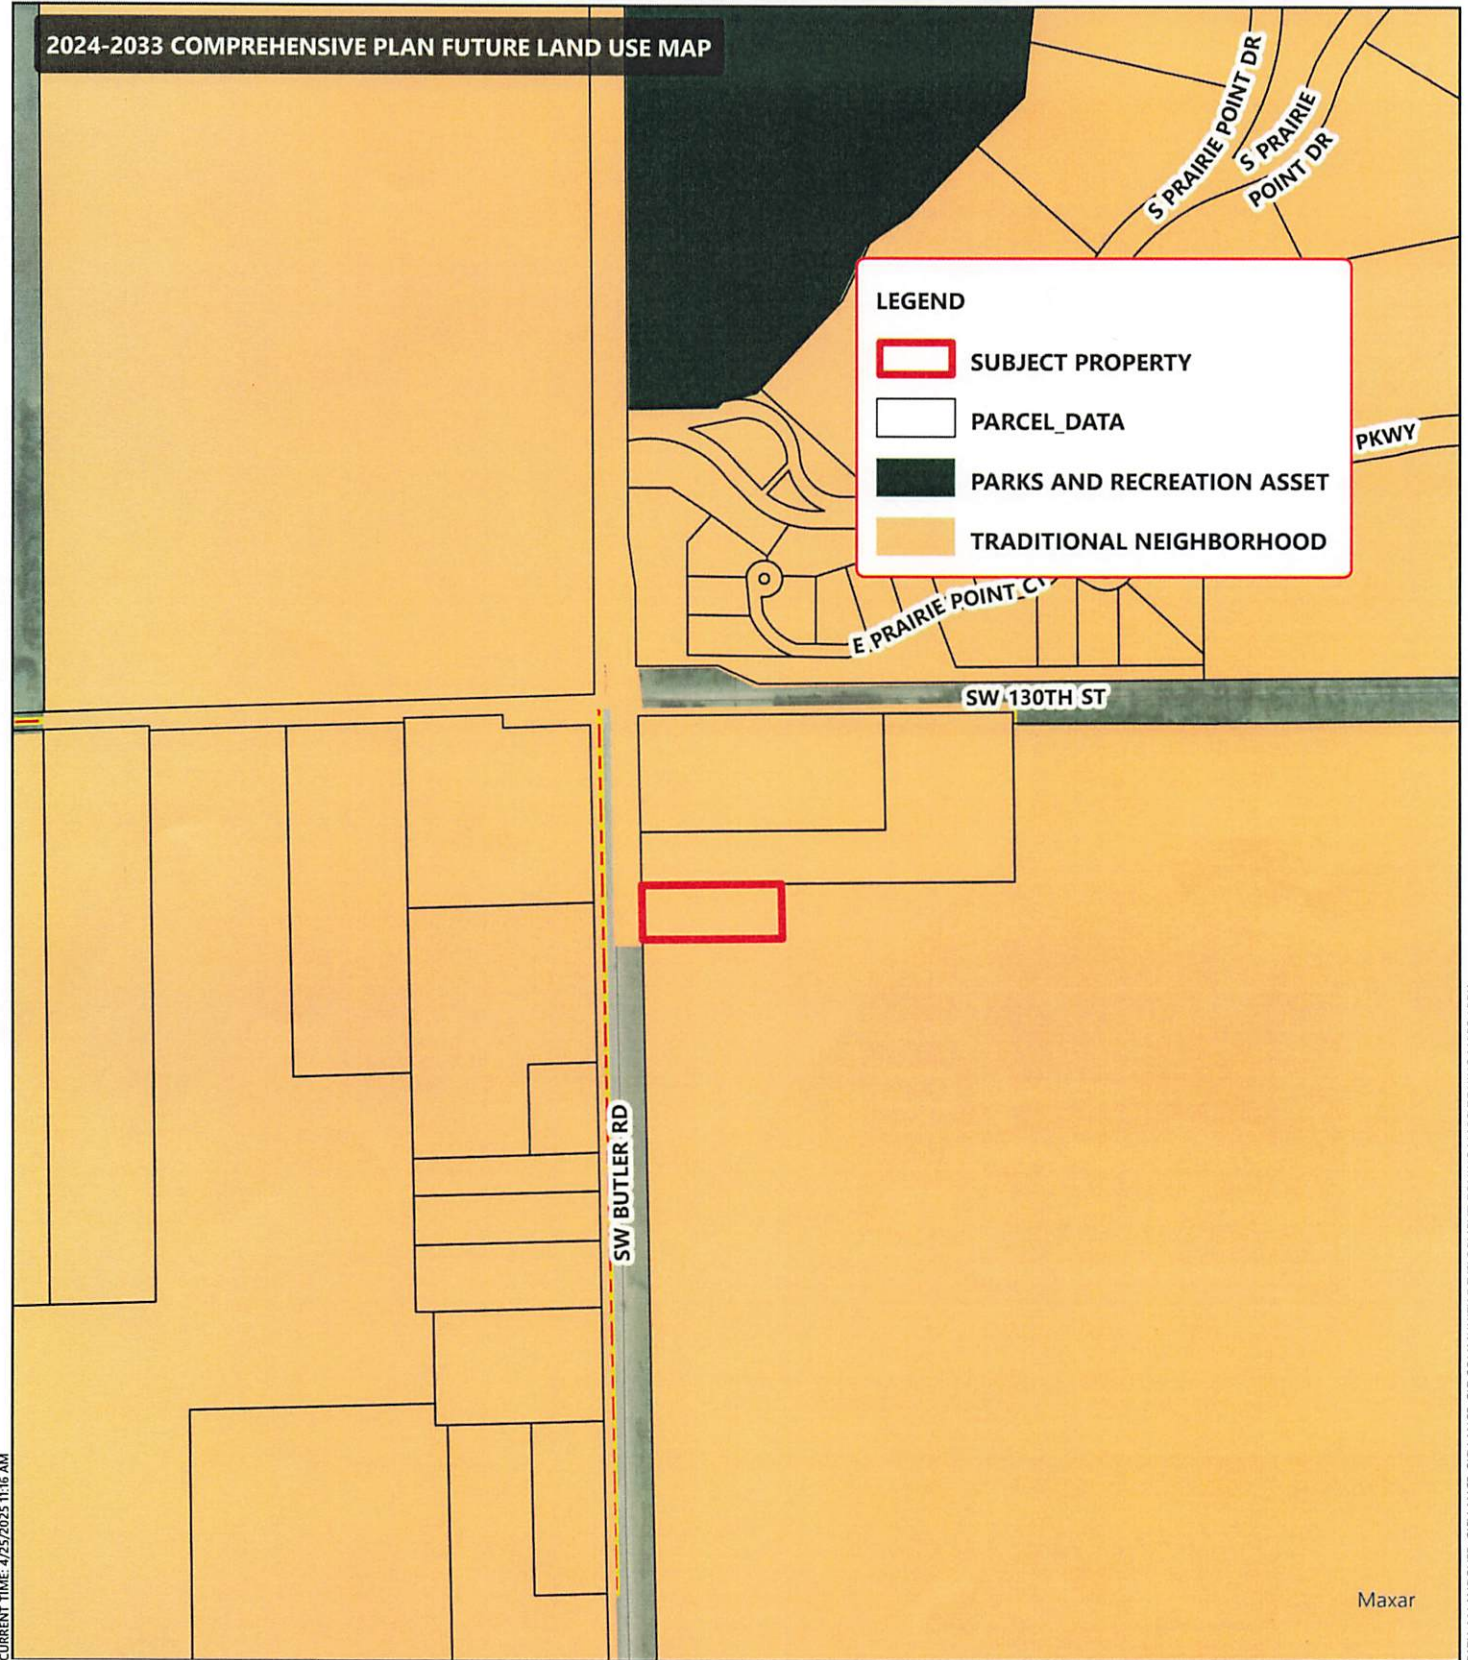 2024-2033 COMPREHENSIVE PLAN FUTURE LAND USE MAP
S PRAIRIE POINT DR
S PRAIRIE
POINT DR
LEGEND
SUBJECT PROPERTY
PARCEL_DATA
PARKS AND RECREATION ASSET
TRADITIONAL NEIGHBORHOOD
PKWY
E PRAIRIE POINT CT
SW 130TH ST
SW BUTLER RD
Maxar
CURRENT TIME: 4/25/2025 11:16 AM